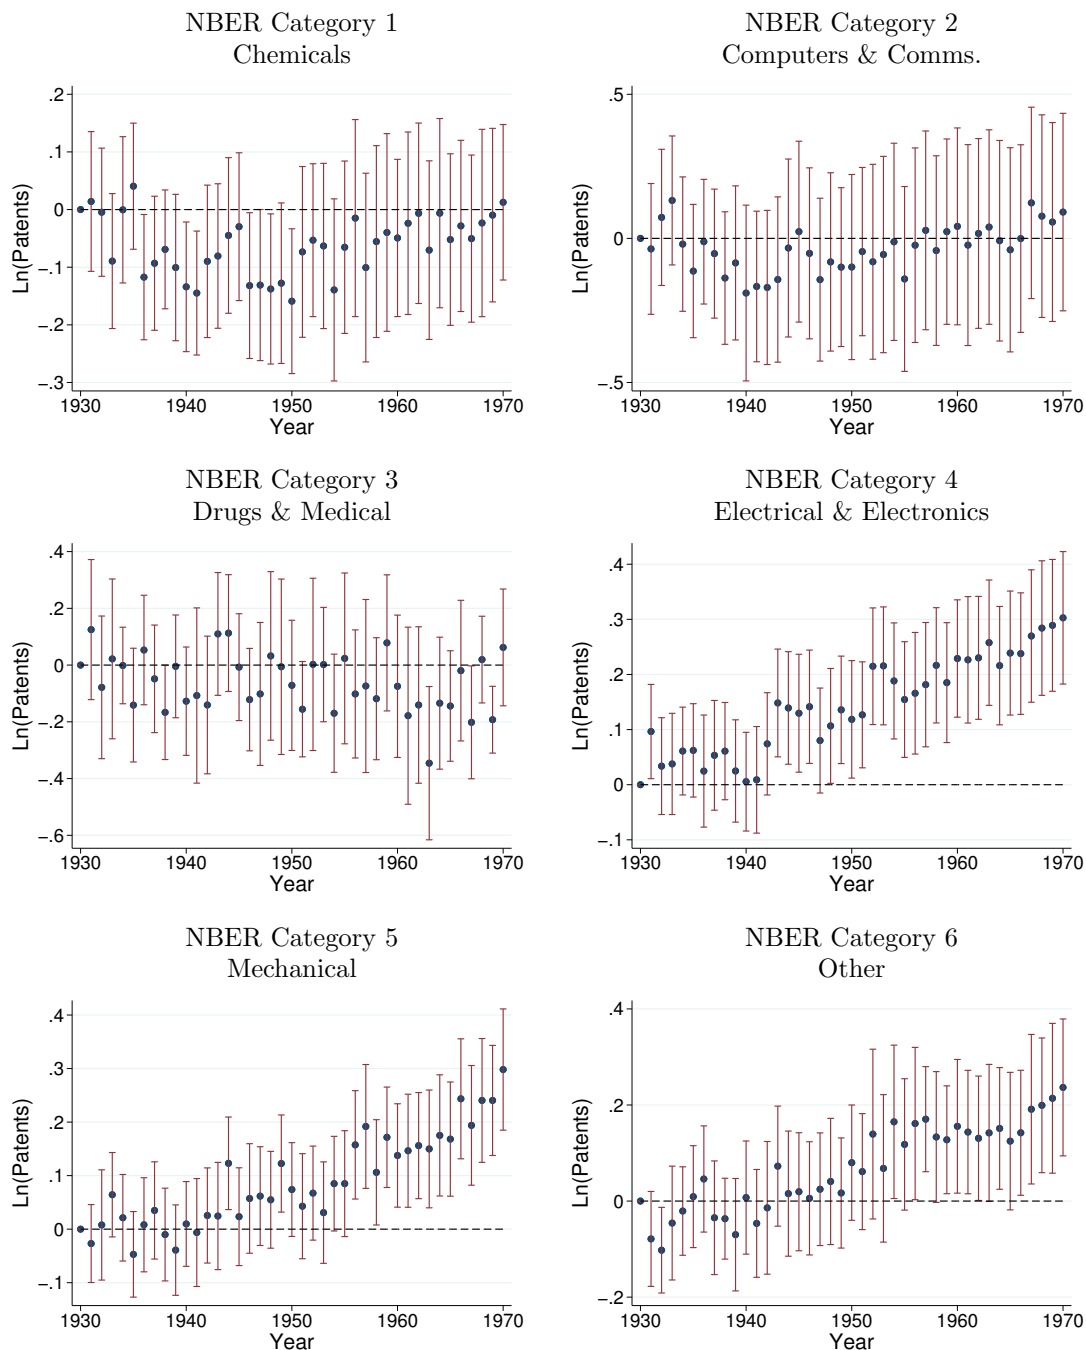 NBER Category 1
Chemicals
.2
.1
0
−.1
−.2
−.3
Ln(Patents)
1930
1940
1950
1960
1970
Year
NBER Category 2
Computers & Comms.
.5
0
−.5
Ln(Patents)
1930
1940
1950
1960
1970
Year
NBER Category 3
Drugs & Medical
.4
.2
0
−.2
−.4
−.6
Ln(Patents)
1930
1940
1950
1960
1970
Year
NBER Category 4
Electrical & Electronics
.4
.3
.2
.1
0
−.1
Ln(Patents)
1930
1940
1950
1960
1970
Year
NBER Category 5
Mechanical
.4
.3
.2
.1
0
−.1
Ln(Patents)
1930
1940
1950
1960
1970
Year
NBER Category 6
Other
.4
.2
0
−.2
Ln(Patents)
1930
1940
1950
1960
1970
Year